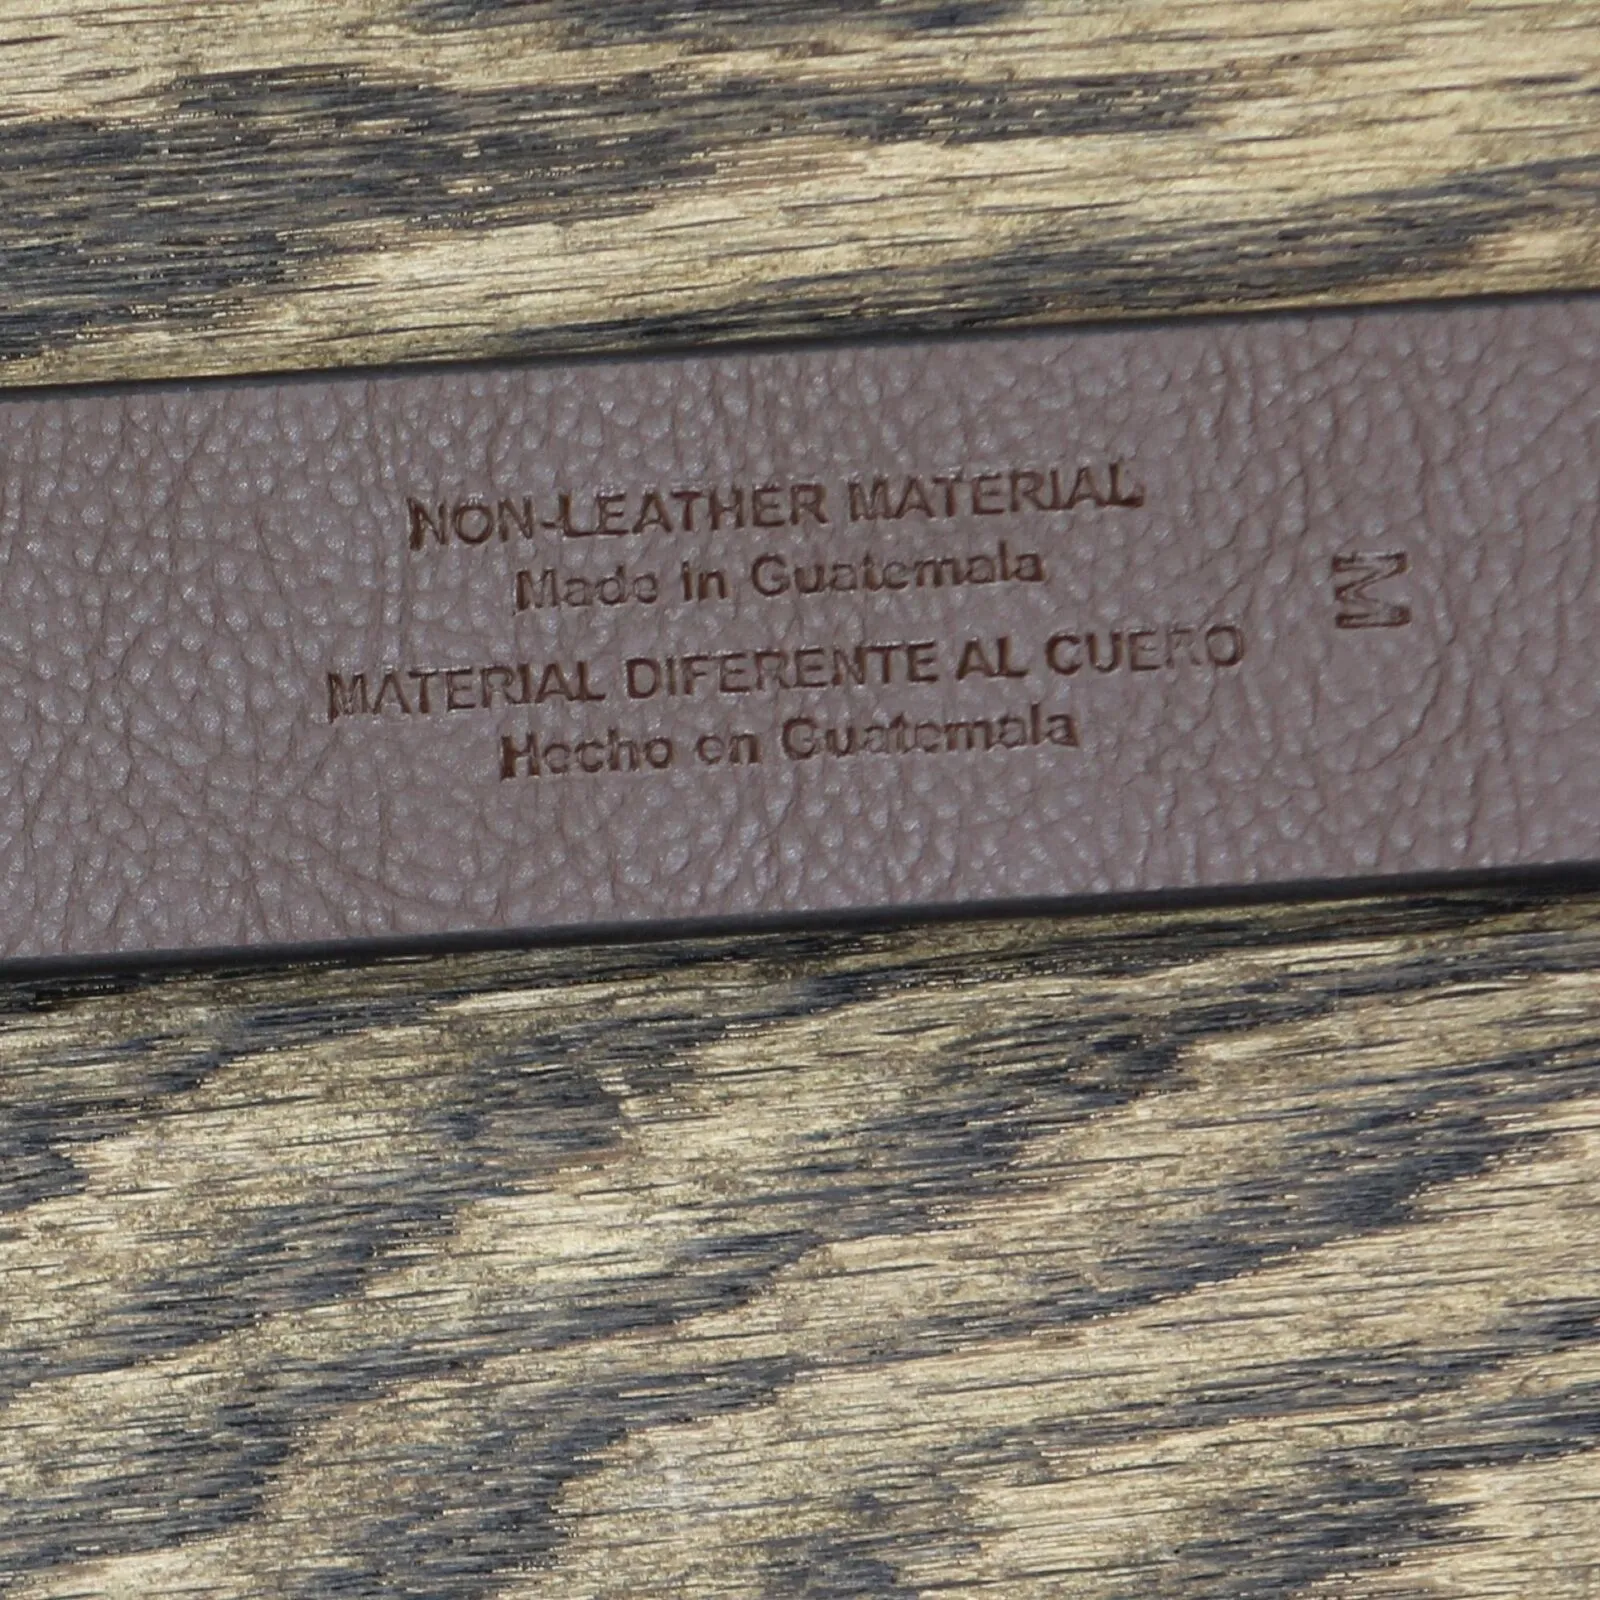 NON-LEATHER MATERIAL
Made in Guatemala
MATERIAL DIFERENTE AL CUERO
Hecho en Guatemala
M